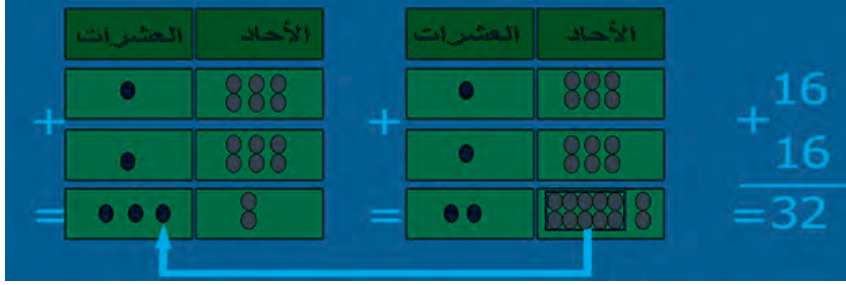 الأحاد العشرات الأحاد العشرات
+ + + 16
16
= = = 32